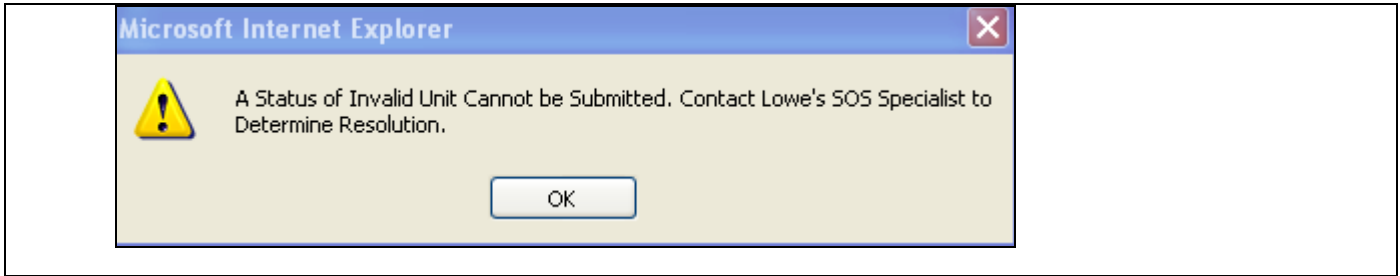 Microsoft Internet Explorer
A Status of Invalid Unit Cannot be Submitted. Contact Lowe's SOS Specialist to
Determine Resolution.
OK